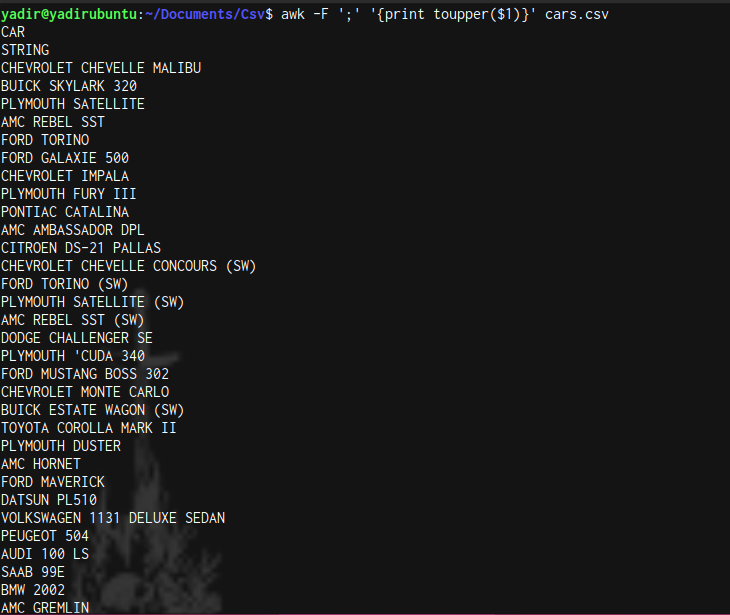 yadir@yadirubuntu:~/Documents/Csv$ awk -F ';' '{print toupper($1)}' cars.csv
CAR
STRING
CHEVROLET CHEVELLE MALIBU
BUICK SKYLARK 320
PLYMOUTH SATELLITE
AMC REBEL SST
FORD TORINO
FORD GALAXIE 500
CHEVROLET IMPALA
PLYMOUTH FURY III
PONTIAC CATALINA
AMC AMBASSADOR DPL
CITROEN DS-21 PALLAS
CHEVROLET CHEVELLE CONCOURS (SW)
FORD TORINO (SW)
PLYMOUTH SATELLITE (SW)
AMC REBEL SST (SW)
DODGE CHALLENGER SE
PLYMOUTH 'CUDA 340
FORD MUSTANG BOSS 302
CHEVROLET MONTE CARLO
BUICK ESTATE WAGON (SW)
TOYOTA COROLLA MARK II
PLYMOUTH DUSTER
AMC HORNET
FORD MAVERICK
DATSUN PL510
VOLKSWAGEN 1131 DELUXE SEDAN
PEUGEOT 504
AUDI 100 LS
SAAB 99E
BMW 2002
AMC GREMLIN